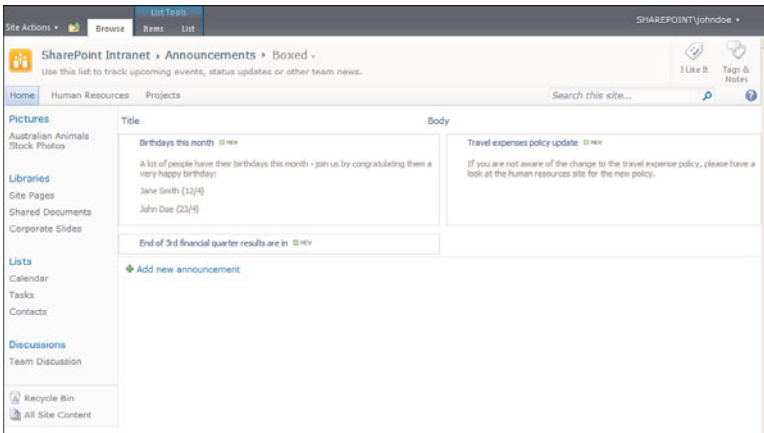 List Tools
Site Actions
Browse
Items
List
SHAREPOINT\johndoe
SharePoint Intranet
Announcements
Boxed
Use this list to track upcoming events, status updates or other team news.
I Like It
Tags &
Notes
Home
Human Resources
Projects
Search this site...
Pictures
Australian Animals
Stock Photos
Libraries
Site Pages
Shared Documents
Corporate Slides
Lists
Calendar
Tasks
Contacts
Discussions
Team Discussion
Recycle Bin
All Site Content
Title
Body
Birthdays this month NEW
A lot of people have their birthdays this month - join us by congratulating them a
very happy birthday:
Jane Smith (12/4)
John Doe (23/4)
Travel expenses policy update NEW
If you are not aware of the change to the travel expense policy, please have a
look at the human resources site for the new policy.
End of 3rd financial quarter results are in NEW
Add new announcement